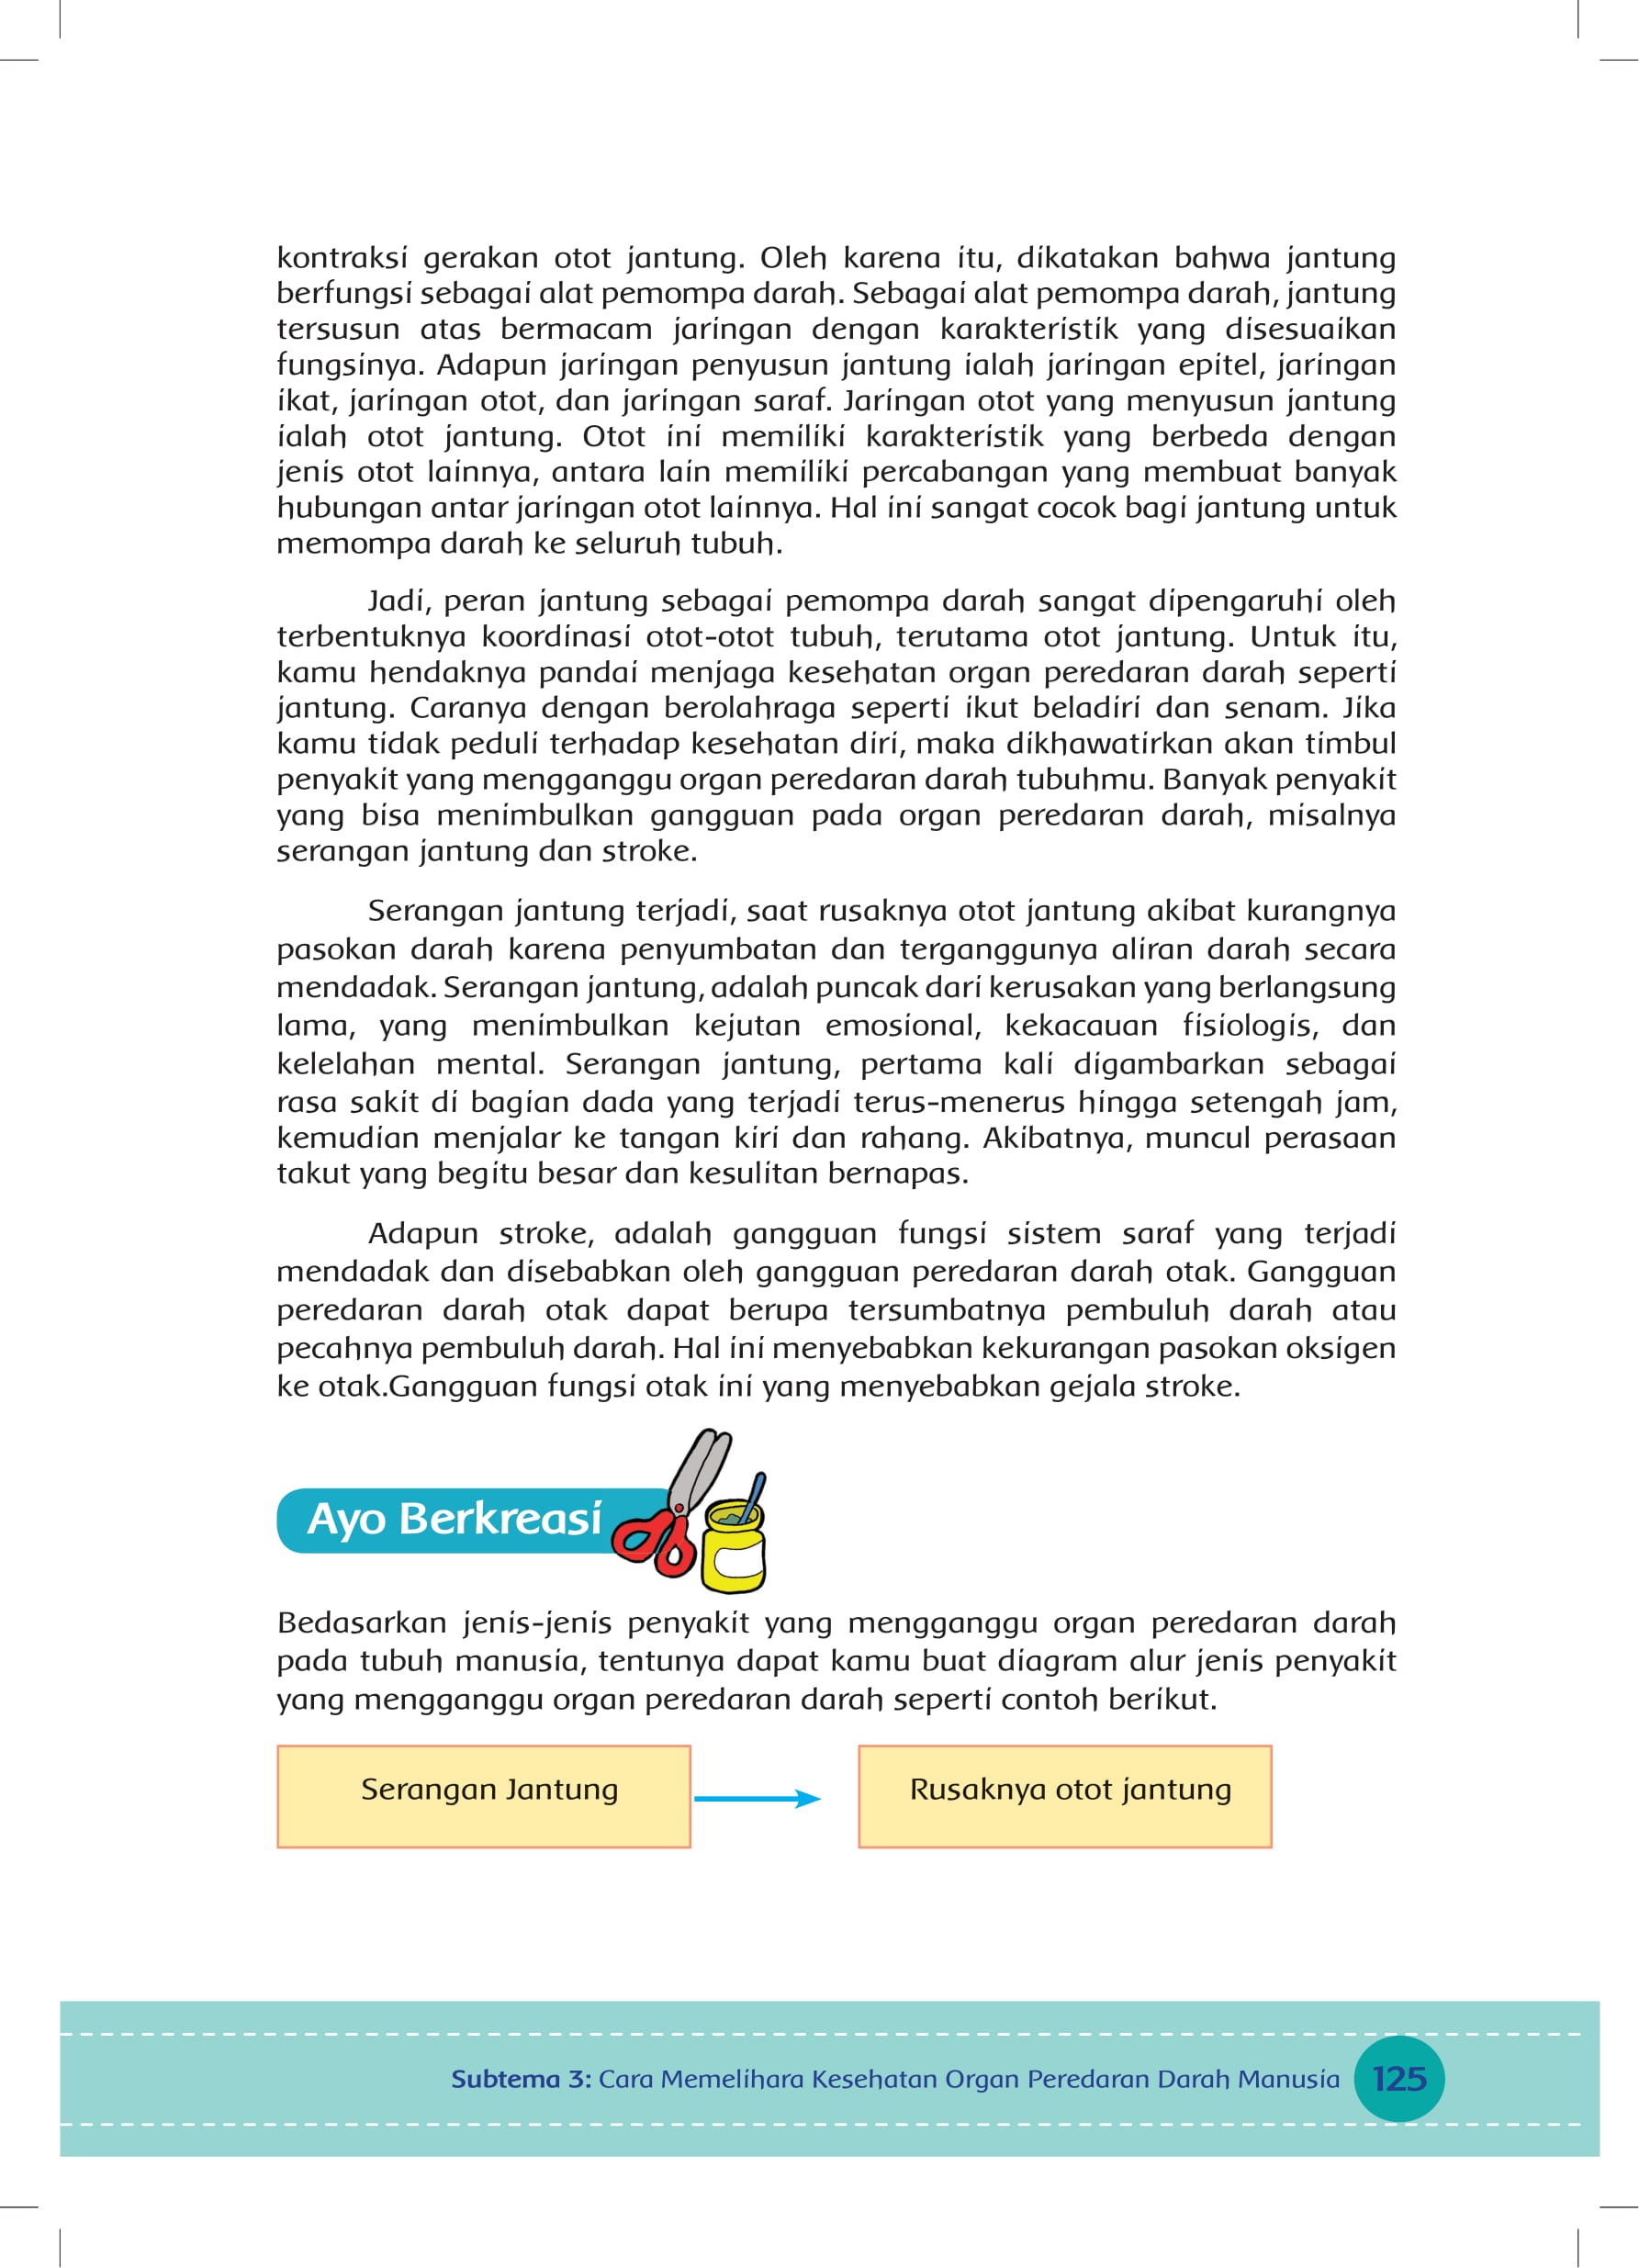 kontraksi gerakan otot jantung. Oleh karena itu, dikatakan bahwa jantung
berfungsi sebagai alat pemompa darah. Sebagai alat pemompa darah, jantung
tersusun atas bermacam jaringan dengan karakteristik yang disesuaikan
fungsinya. Adapun jaringan penyusun jantung ialah jaringan epitel, jaringan
ikat, jaringan otot, dan jaringan saraf. Jaringan otot yang menyusun jantung
ialah otot jantung. Otot ini memiliki karakteristik yang berbeda dengan
jenis otot lainnya, antara lain memiliki percabangan yang membuat banyak
hubungan antar jaringan otot lainnya. Hal ini sangat cocok bagi jantung untuk
memompa darah ke seluruh tubuh.
Jadi, peran jantung sebagai pemompa darah sangat dipengaruhi oleh
terbentuknya koordinasi otot-otot tubuh, terutama otot jantung. Untuk itu,
kamu hendaknya pandai menjaga kesehatan organ peredaran darah seperti
jantung. Caranya dengan berolahraga seperti ikut beladiri dan senam. Jika
kamu tidak peduli terhadap kesehatan diri, maka dikhawatirkan akan timbul
penyakit yang mengganggu organ peredaran darah tubuhmu. Banyak penyakit
yang bisa menimbulkan gangguan pada organ peredaran darah, misalnya
serangan jantung dan stroke.
Serangan jantung terjadi, saat rusaknya otot jantung akibat kurangnya
pasokan darah karena penyumbatan dan terganggunya aliran darah secara
mendadak. Serangan jantung, adalah puncak dari kerusakan yang berlangsung
lama, yang menimbulkan kejutan emosional, kekacauan fisiologis, dan
kelelahan mental. Serangan jantung, pertama kali digambarkan sebagai
rasa sakit di bagian dada yang terjadi terus-menerus hingga setengah jam,
kemudian menjalar ke tangan kiri dan rahang. Akibatnya, muncul perasaan
takut yang begitu besar dan kesulitan bernapas.
Adapun stroke, adalah gangguan fungsi sistem saraf yang terjadi
mendadak dan disebabkan oleh gangguan peredaran darah otak. Gangguan
peredaran darah otak dapat berupa tersumbatnya pembuluh darah atau
pecahnya pembuluh darah. Hal ini menyebabkan kekurangan pasokan oksigen
ke otak.Gangguan fungsi otak ini yang menyebabkan gejala stroke.
Ayo Berkreasi
Bedasarkan jenis-jenis penyakit yang mengganggu organ peredaran darah
pada tubuh manusia, tentunya dapat kamu buat diagram alur jenis penyakit
yang mengganggu organ peredaran darah seperti contoh berikut.
Serangan Jantung
Rusaknya otot jantung
Subtema 3: Cara Memelihara Kesehatan Organ Peredaran Darah Manusia 125